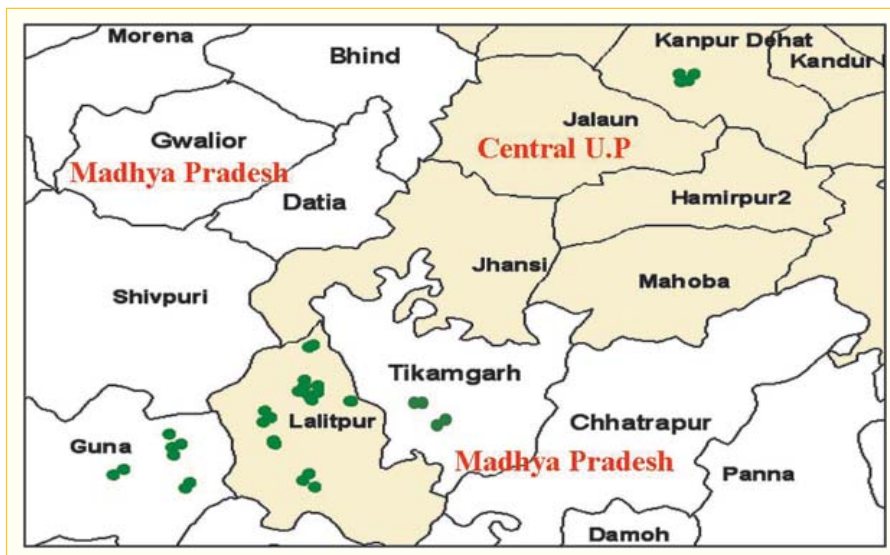 Morena
Bhind
Kanpur Dehat
Kandur
Gwalior
Jalaun
Madhya Pradesh
Central U.P
Datia
Hamirpur2
Jhansi
Shivpuri
Mahoba
Tikamgarh
Lalitpur
Chhatrapur
Guna
Madhya Pradesh
Panna
Damoh